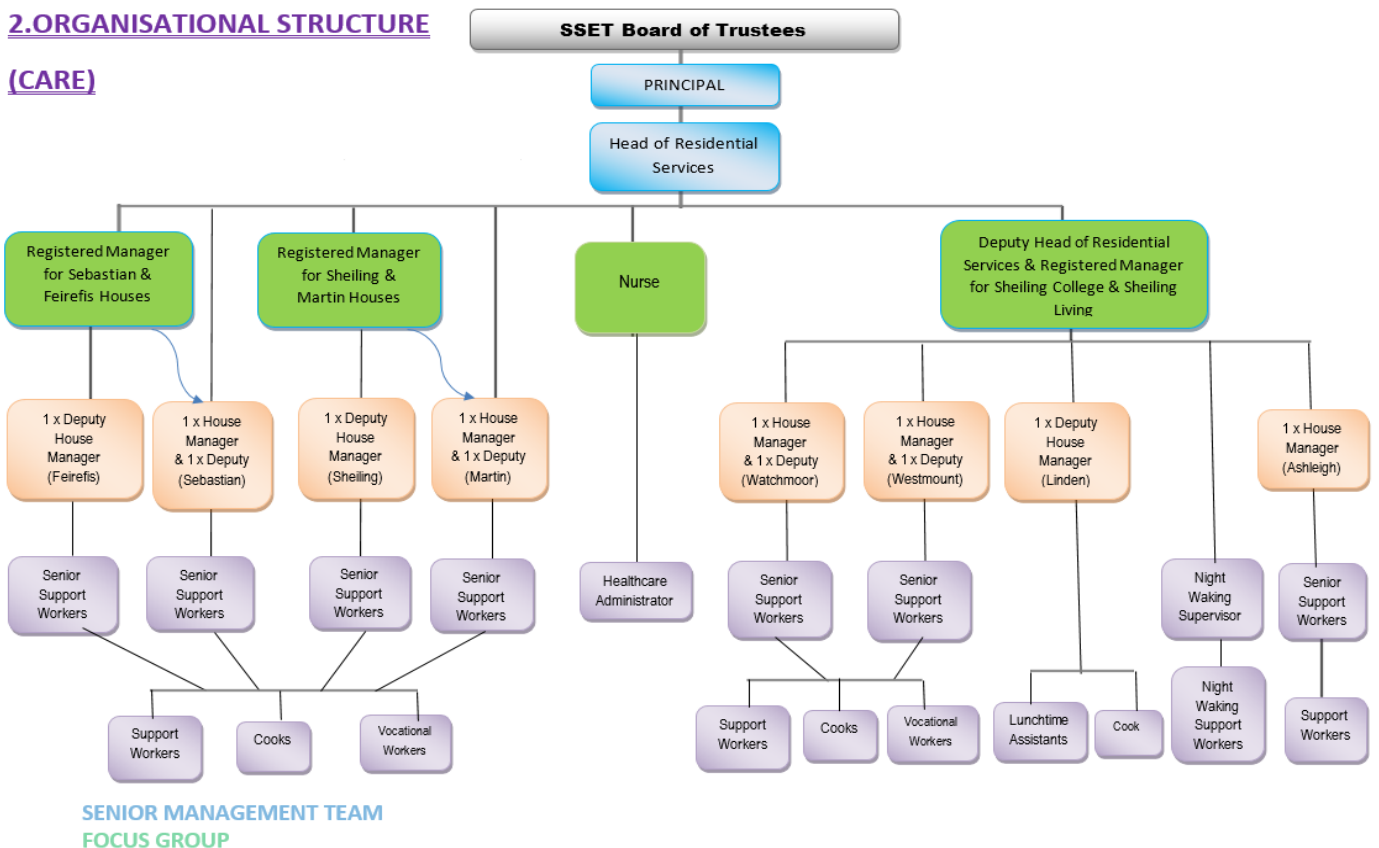 2.ORGANISATIONAL STRUCTURE
(CARE)
SSET Board of Trustees
PRINCIPAL
Head of Residential
Services
Registered Manager
for Sebastian &
Feirefis Houses
Registered Manager
for Sheiling &
Martin Houses
Nurse
Deputy Head of Residential
Services & Registered Manager
for Sheiling College & Sheiling
Living
1 x Deputy
House
Manager
(Feirefis)
1 x House
Manager
& 1 x Deputy
(Sebastian)
1 x Deputy
House
Manager
(Sheiling)
1 x House
Manager
& 1 x Deputy
(Martin)
1 x House
Manager
& 1 x Deputy
(Watchmoor)
1 x House
Manager
& 1 x Deputy
(Westmount)
1 x Deputy
House
Manager
(Linden)
1 x House
Manager
(Ashleigh)
Senior
Support
Workers
Senior
Support
Workers
Senior
Support
Workers
Senior
Support
Workers
Healthcare
Administrator
Senior
Support
Workers
Senior
Support
Workers
Night
Waking
Supervisor
Senior
Support
Workers
Support
Workers
Cooks
Vocational
Workers
Support
Workers
Cooks
Vocational
Workers
Lunchtime
Assistants
Cook
Night
Waking
Support
Workers
Support
Workers
SENIOR MANAGEMENT TEAM
FOCUS GROUP